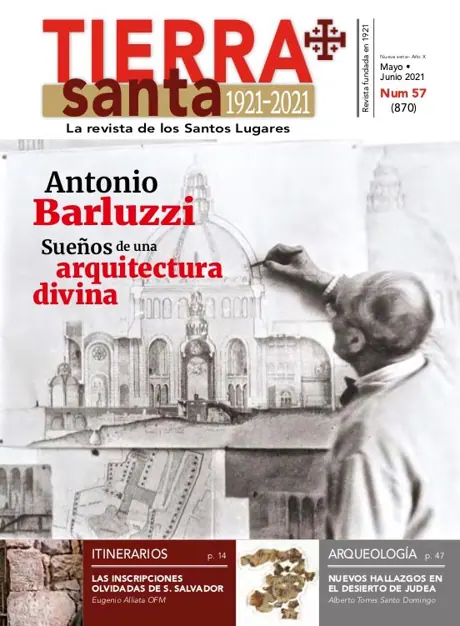 TIERRA
santa 1921-2021
La revista de los Santos Lugares
Revista fundada en 1921
Nueva serie• Año X
Mayo •
Junio 2021
Num 57
(870)
Antonio
Barluzzi
Sueños de una
arquitectura
divina
ITINERARIOS p. 14
LAS INSCRIPCIONES
OLVIDADAS DE S. SALVADOR
Eugenio Alliata OFM
ARQUEOLOGÍA p. 47
NUEVOS HALLAZGOS EN
EL DESIERTO DE JUDEA
Alberto Torres Santo Domingo